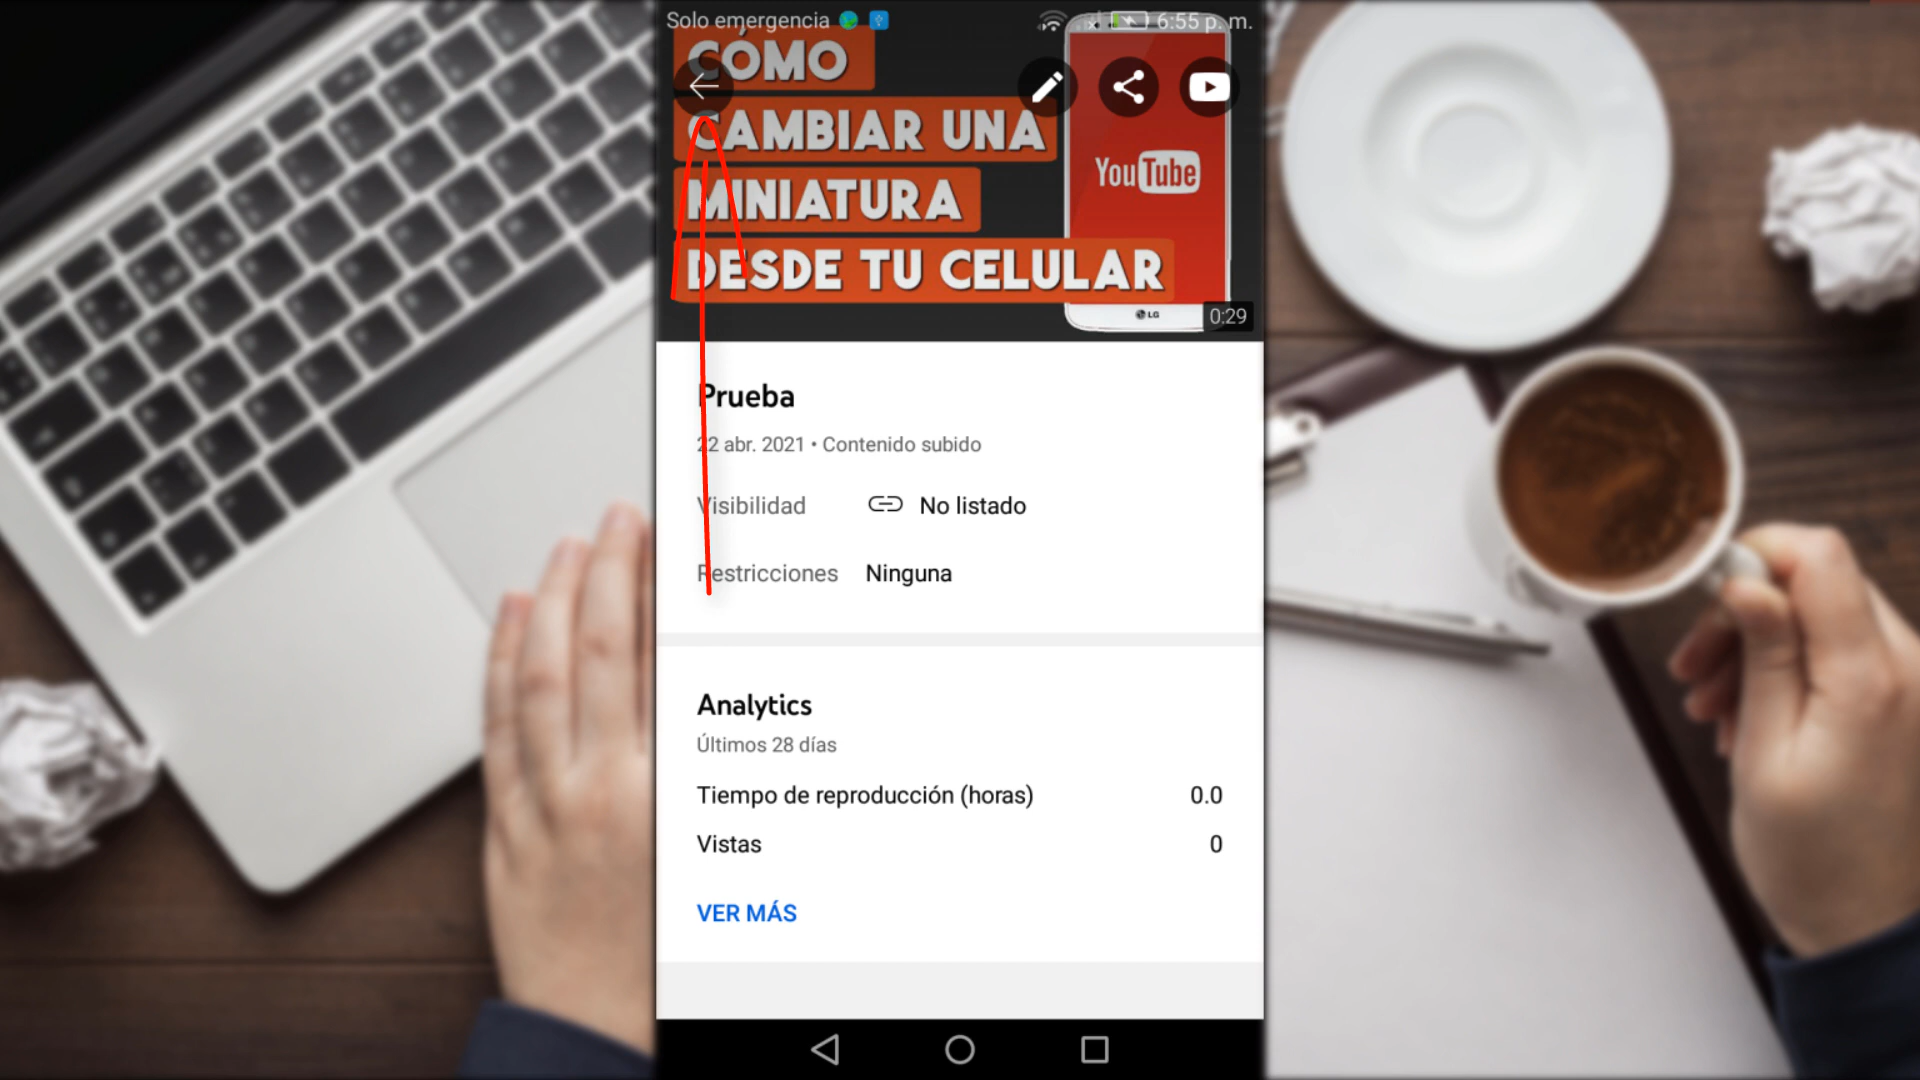 Solo emergencia
6:55 p. m.
CÓMO
CAMBIAR UNA
MINIATURA
DESDE TU CELULAR
YouTube
LG
0:29
Prueba
22 abr. 2021 • Contenido subido
Visibilidad No listado
Restricciones Ninguna
Analytics
Últimos 28 días
Tiempo de reproducción (horas) 0.0
Vistas 0
VER MÁS